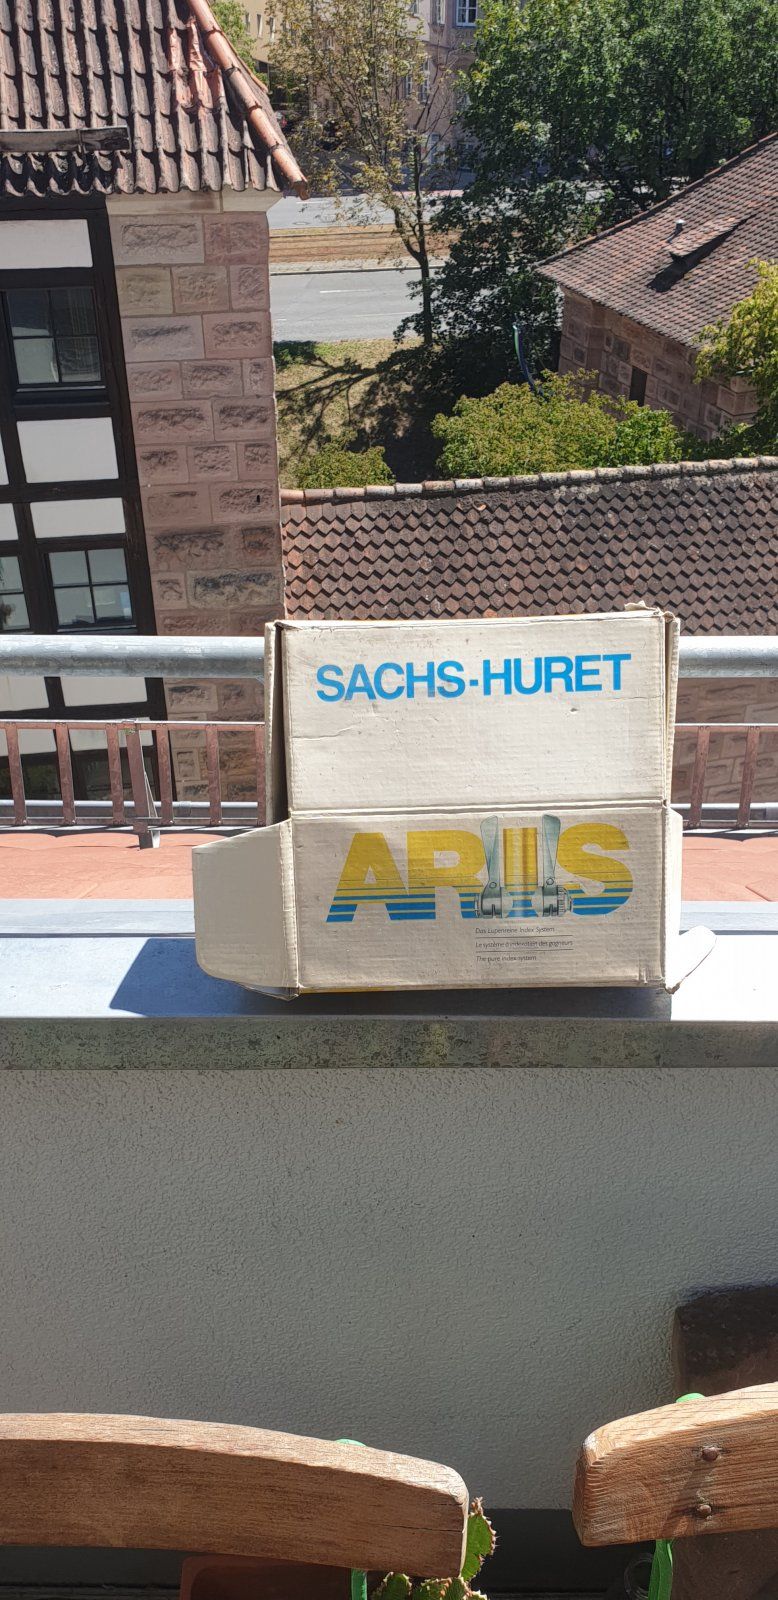 SACHS-HURET
ARIS
Das Lupenreine Index System
Le système d'indexation des gagneurs
The pure index system